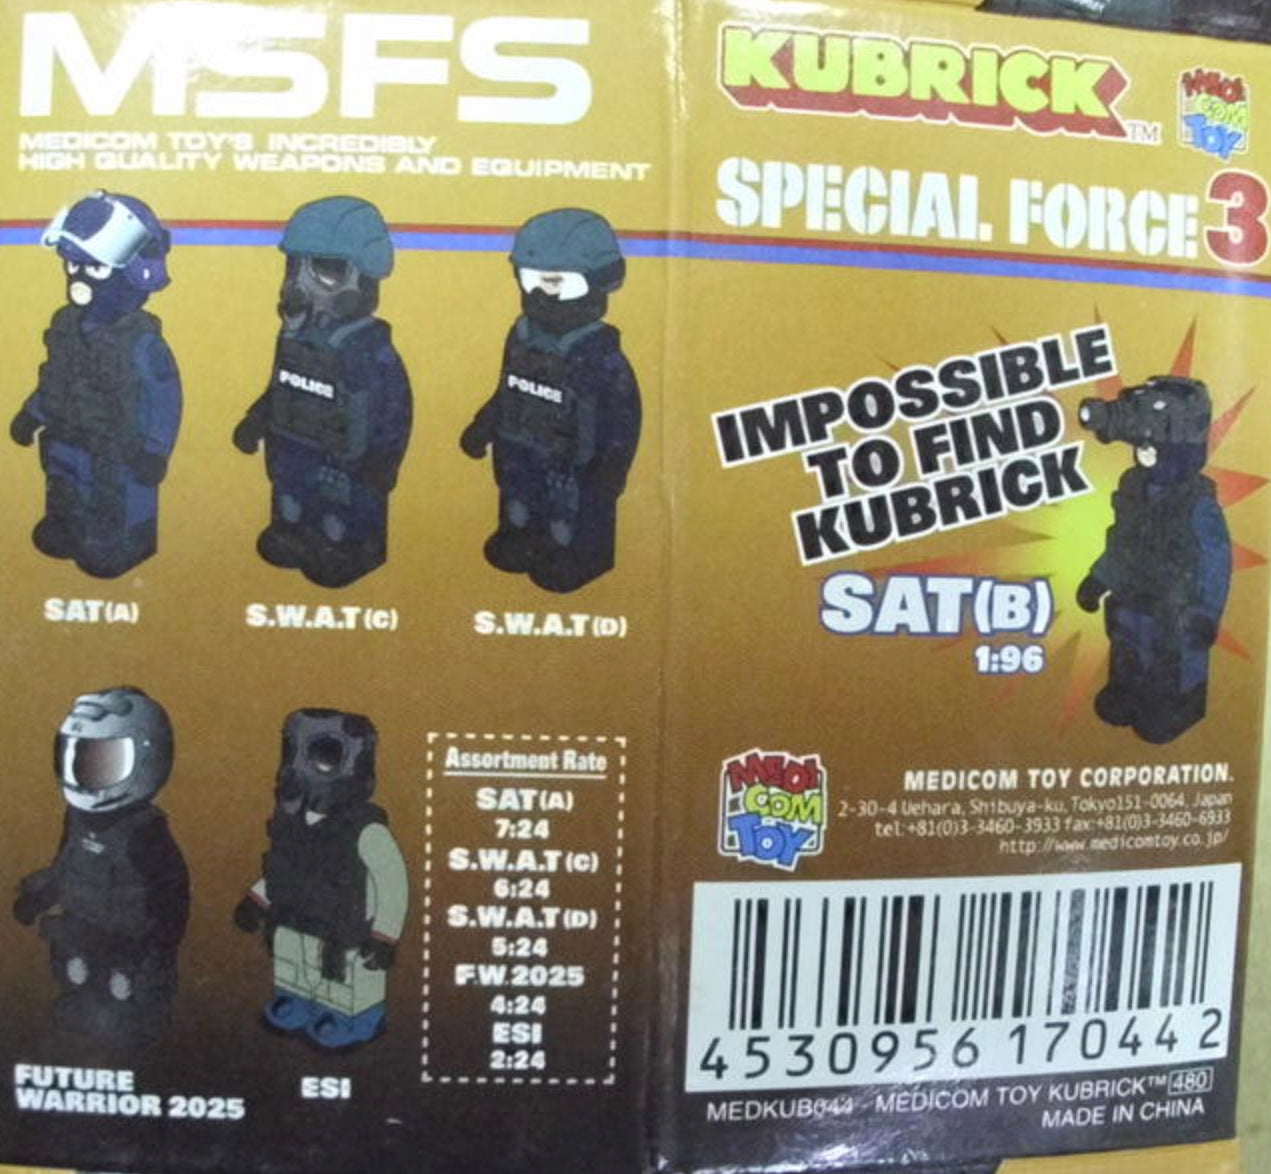 MSFS
MEDICOM TOY'S INCREDIBLY
HIGH QUALITY WEAPONS AND EQUIPMENT
POLICE
POLICE
SAT(A)
S.W.A.T(C)
S.W.A.T(D)
FUTURE
WARRIOR 2025
ESI
Assortment Rate
SAT(A)
7:24
S.W.A.T(C)
6:24
S.W.A.T(D)
5:24
F.W.2025
4:24
ESI
2:24
KUBRICK TM
MEDI
COM
TOY
SPECIAL FORCE 3
IMPOSSIBLE
TO FIND
KUBRICK
SAT(B)
1:96
MEDI
COM
TOY
MEDICOM TOY CORPORATION.
2-30-4 Uehara, Shibuya-ku, Tokyo151-0064, Japan
tel:+81(0)3-3460-3933 fax:+81(0)3-3460-6933
http://www.medicomtoy.co.jp/
4530956170442
MEDKUB044 - MEDICOM TOY KUBRICK™ 480
MADE IN CHINA